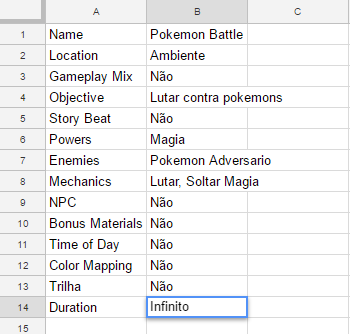 A B C
1 Name Pokemon Battle
2 Location Ambiente
3 Gameplay Mix Não
4 Objective Lutar contra pokemons
5 Story Beat Não
6 Powers Magia
7 Enemies Pokemon Adversario
8 Mechanics Lutar, Soltar Magia
9 NPC Não
10 Bonus Materials Não
11 Time of Day Não
12 Color Mapping Não
13 Trilha Não
14 Duration Infinito
15